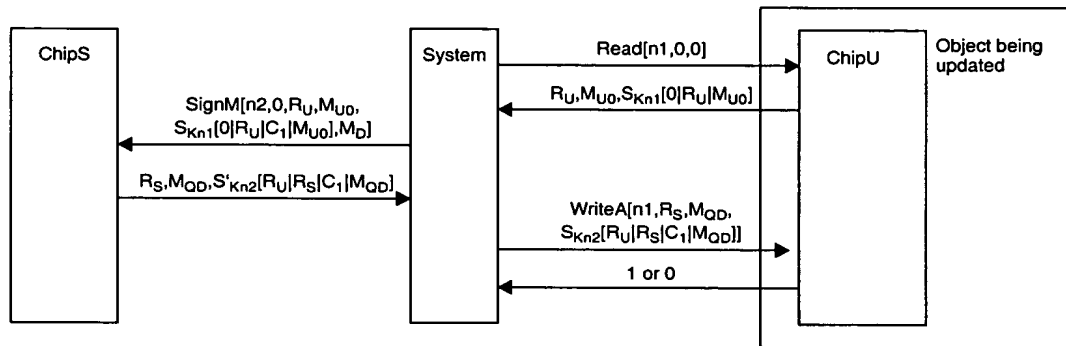 ChipS
System
ChipU
Object being
updated
Read[n1,0,0]
R_U,M_U0,S_Kn1[0|R_U|M_U0]
SignM[n2,0,R_U,M_U0,
S_Kn1[0|R_U|C_1|M_U0],M_D]
R_S,M_QD,S'_Kn2[R_U|R_S|C_1|M_QD]
WriteA[n1,R_S,M_QD,
S_Kn2[R_U|R_S|C_1|M_QD]]
1 or 0